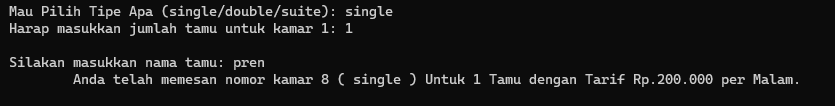 Mau Pilih Tipe Apa (single/double/suite): single
Harap masukkan jumlah tamu untuk kamar 1: 1
Silakan masukkan nama tamu: pren
Anda telah memesan nomor kamar 8 ( single ) Untuk 1 Tamu dengan Tarif Rp.200.000 per Malam.